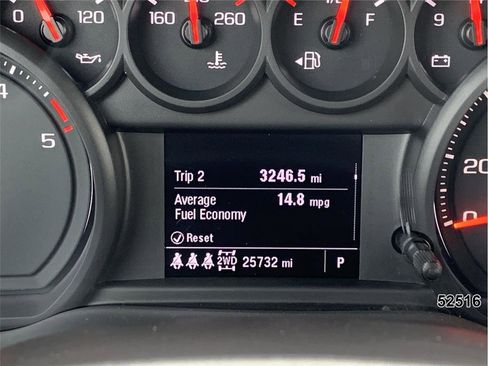 0 120
160 260
E F
9
4
5
20
0
Trip 2 3246.5 mi
Average 14.8 mpg
Fuel Economy
Reset
2WD 25732 mi P
52516